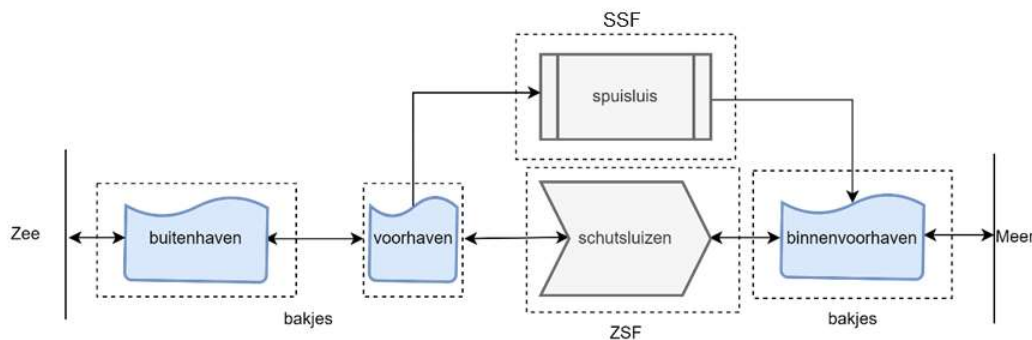 SSF
spuisluis
Zee
buitenhaven
voorhaven
schutsluizen
binnenvoorhaven
Meer
bakjes
ZSF
bakjes